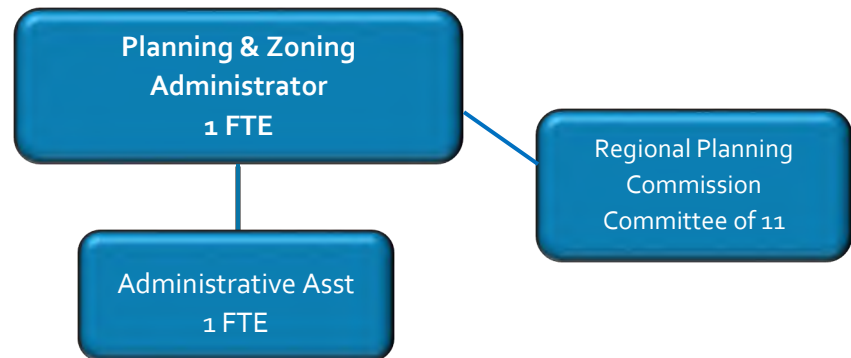 Planning & Zoning
Administrator
1 FTE
Regional Planning
Commission
Committee of 11
Administrative Asst
1 FTE